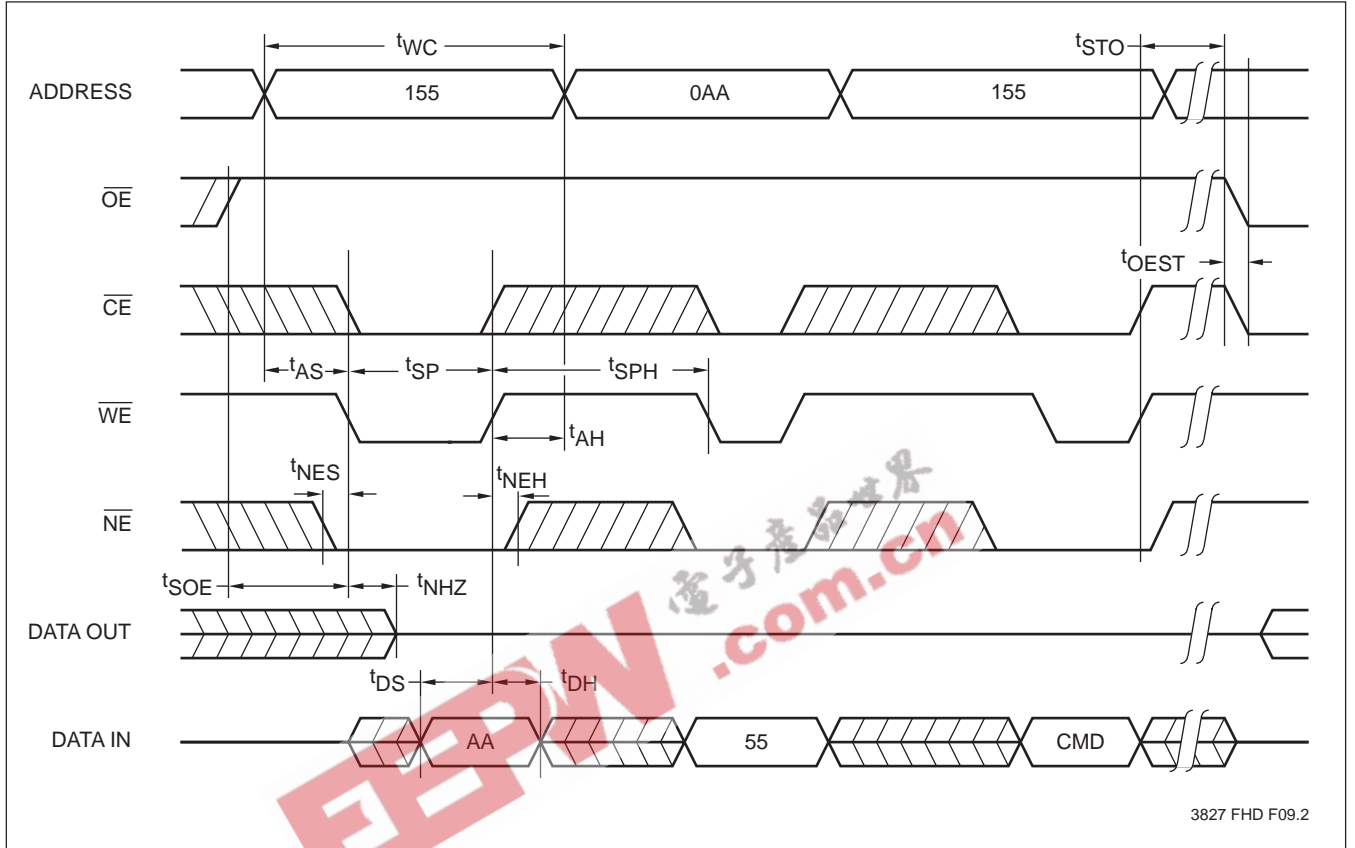 tWC
tSTO
ADDRESS
155
0AA
155
OE
tOEST
CE
tAS
tSP
tSPH
WE
tAH
tNES
tNEH
NE
電子產品世界
.com.cn
tSOE
tNHZ
DATA OUT
EEPW
tDS
tDH
DATA IN
AA
55
CMD
3827 FHD F09.2